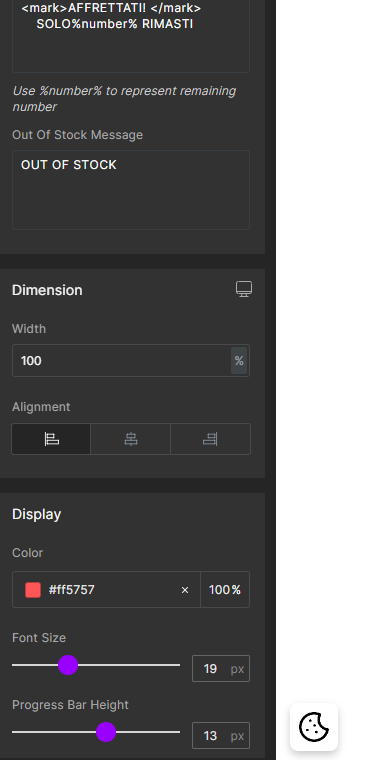 <mark>AFFRETTATI! </mark>
SOLO%number% RIMASTI
Use %number% to represent remaining
number
Out Of Stock Message
OUT OF STOCK
Dimension
Width
100 %
Alignment
Display
Color
#ff5757 × 100%
Font Size
19 px
Progress Bar Height
13 px